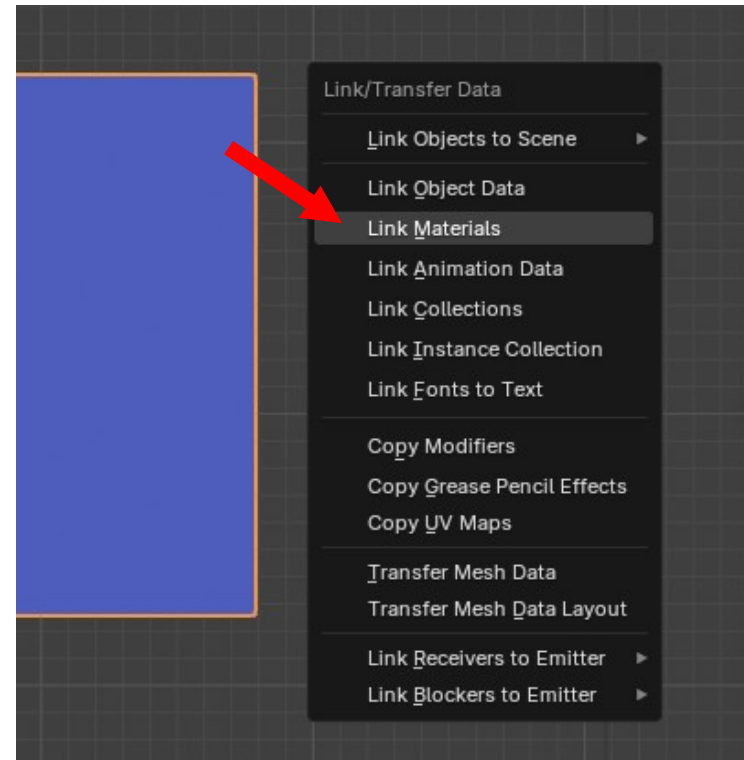 Link/Transfer Data
Link Objects to Scene
Link Object Data
Link Materials
Link Animation Data
Link Collections
Link Instance Collection
Link Fonts to Text
Copy Modifiers
Copy Grease Pencil Effects
Copy UV Maps
Transfer Mesh Data
Transfer Mesh Data Layout
Link Receivers to Emitter
Link Blockers to Emitter